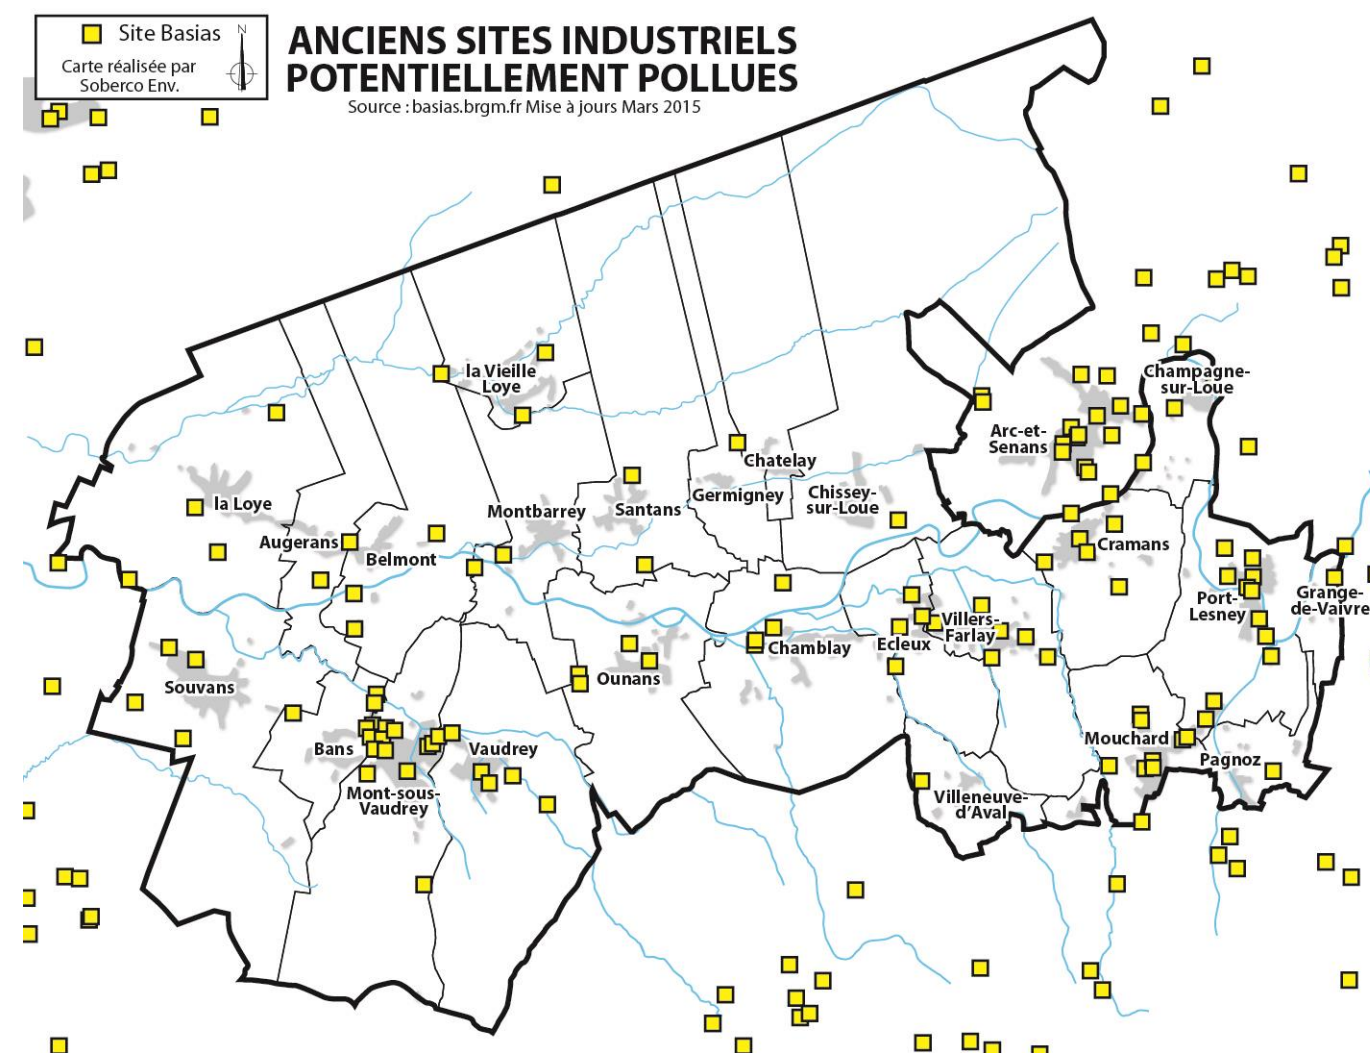 Site Basias
N
Carte réalisée par
Soberco Env.
ANCIENS SITES INDUSTRIELS
POTENTIELLEMENT POLLUES
Source : basias.brgm.fr Mise à jours Mars 2015
la Vieille
Loye
Champagne-
sur-Loue
Arc-et-
Senans
Chatelay
la Loye
Germigney
Chissey-
sur-Loue
Montbarrey
Santans
Augerans
Belmont
Cramans
Port-
Lesney
Grange-
de-Vaivre
Villers-
Farlay
Ecleux
Chamblay
Ounans
Souvans
Bans
Vaudrey
Mont-sous-
Vaudrey
Mouchard
Pagnoz
Villeneuve-
d'Aval